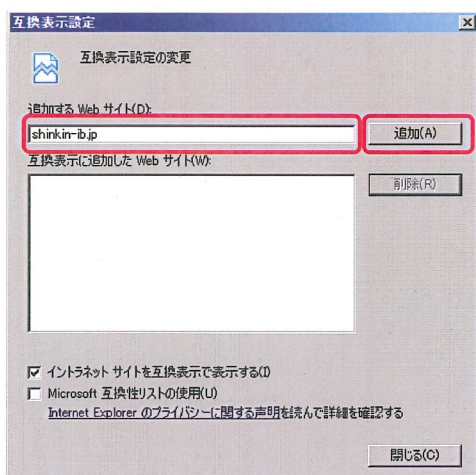 互換表示設定
互換表示設定の変更
追加する Web サイト(D):
shinkin-ib.jp
追加(A)
互換表示に追加した Web サイト(W):
削除(R)
イントラネット サイトを互換表示で表示する(I)
Microsoft 互換性リストの使用(U)
Internet Explorer のプライバシーに関する声明を読んで詳細を確認する
閉じる(C)